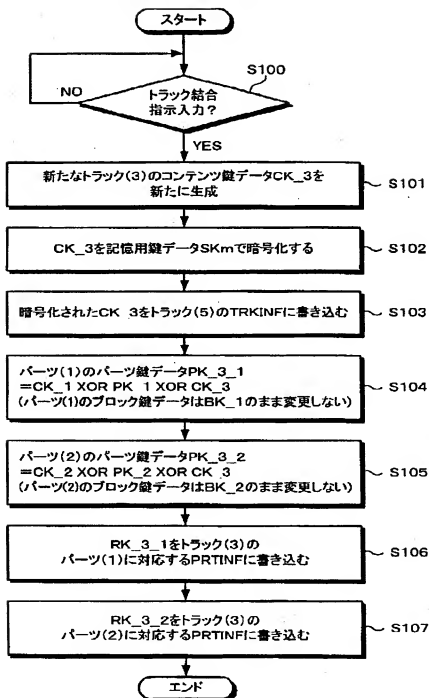 スタート
S100
NO
トラック結合
指示入力?
YES
新たなトラック(3)のコンテンツ鍵データCK_3を
新たに生成
S101
CK_3を記憶用鍵データSKmで暗号化する
S102
暗号化されたCK_3をトラック(5)のTRKINFに書き込む
S103
パーツ(1)のパーツ鍵データPK_3_1
=CK_1 XOR PK_1 XOR CK_3
(パーツ(1)のブロック鍵データはBK_1のまま変更しない)
S104
パーツ(2)のパーツ鍵データPK_3_2
=CK_2 XOR PK_2 XOR CK_3
(パーツ(2)のブロック鍵データはBK_2のまま変更しない)
S105
RK_3_1をトラック(3)の
パーツ(1)に対応するPRTINFに書き込む
S106
RK_3_2をトラック(3)の
パーツ(2)に対応するPRTINFに書き込む
S107
エンド